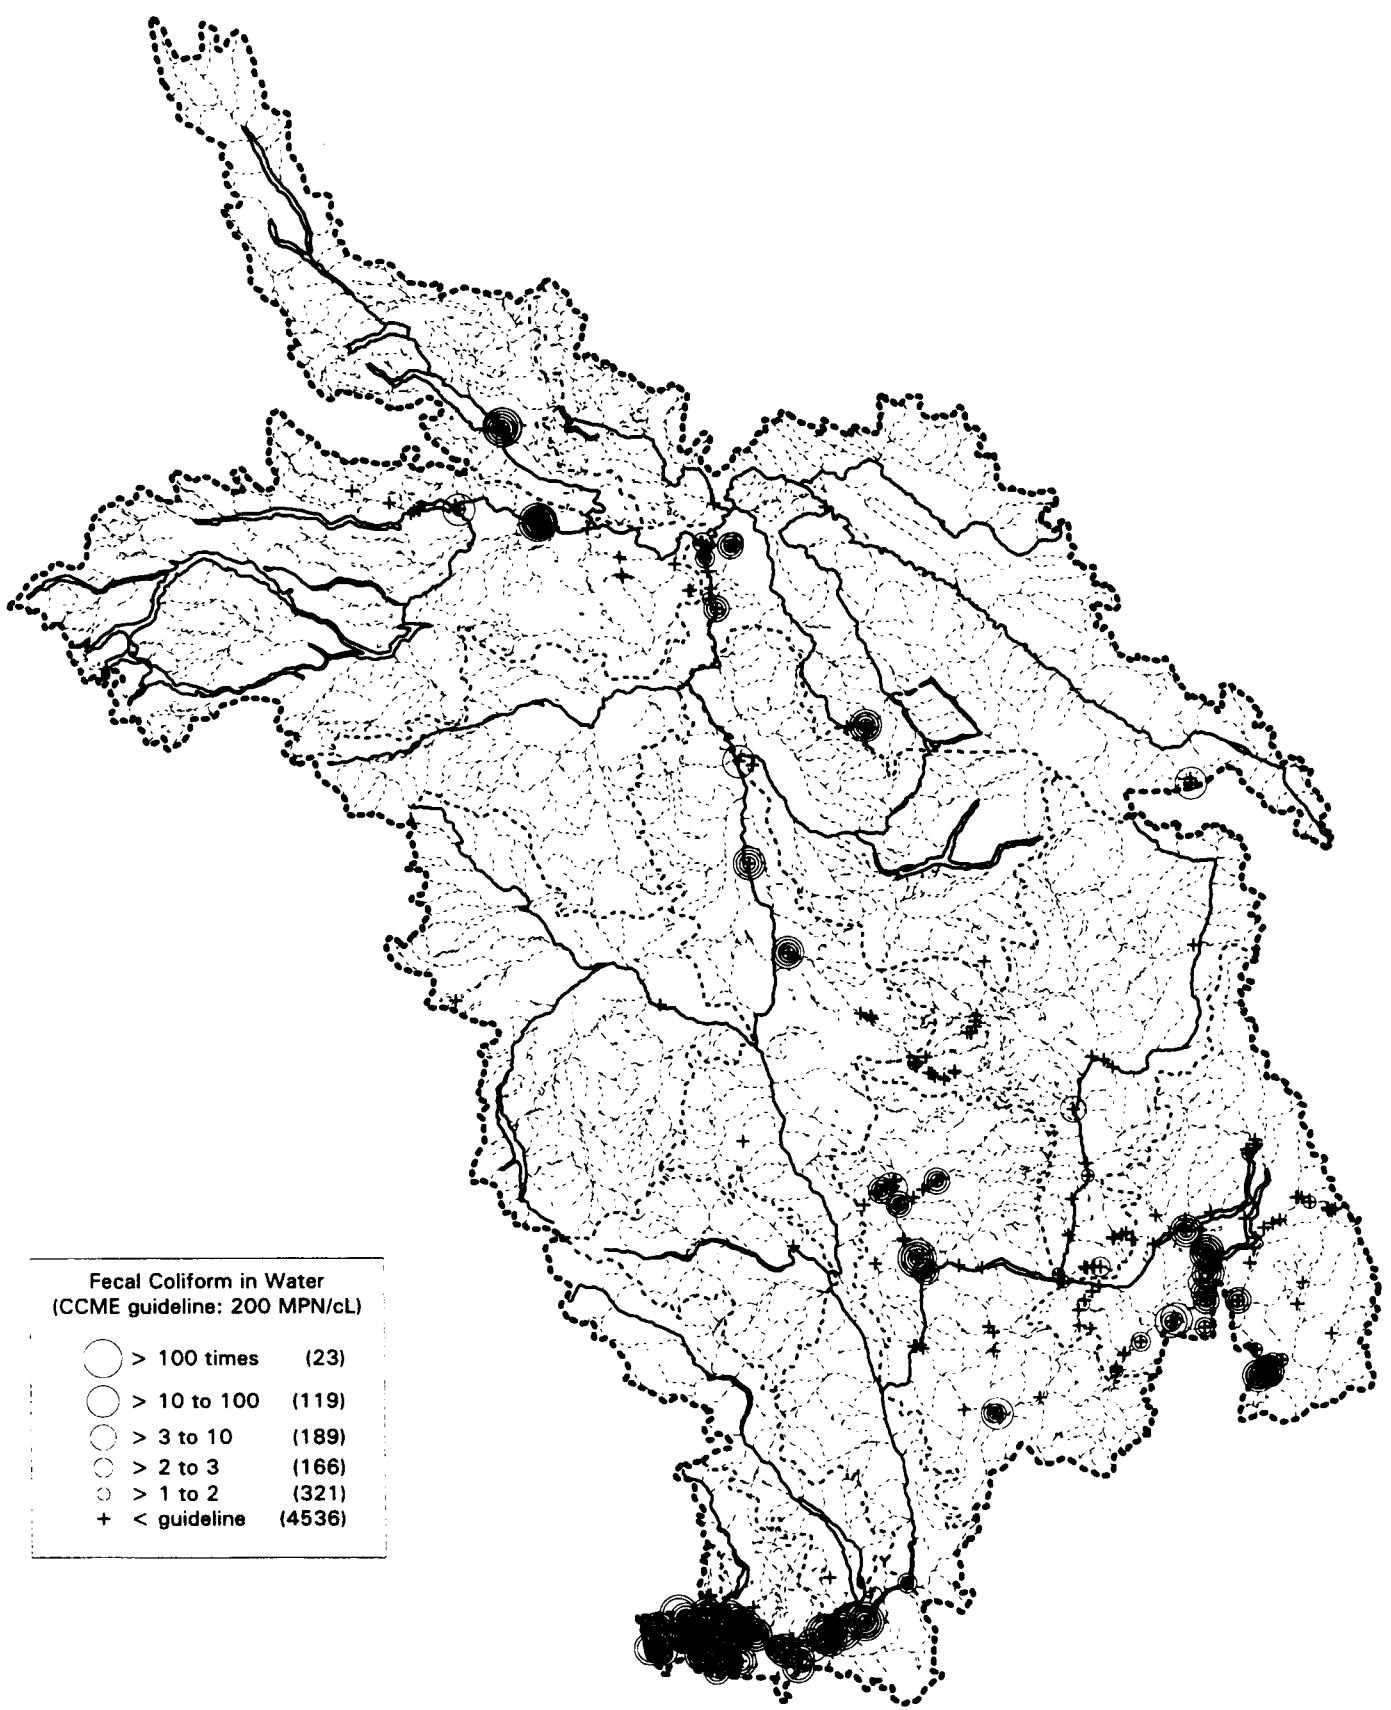 Fecal Coliform in Water
(CCME guideline: 200 MPN/cL)
> 100 times (23)
> 10 to 100 (119)
> 3 to 10 (189)
> 2 to 3 (166)
> 1 to 2 (321)
+ < guideline (4536)